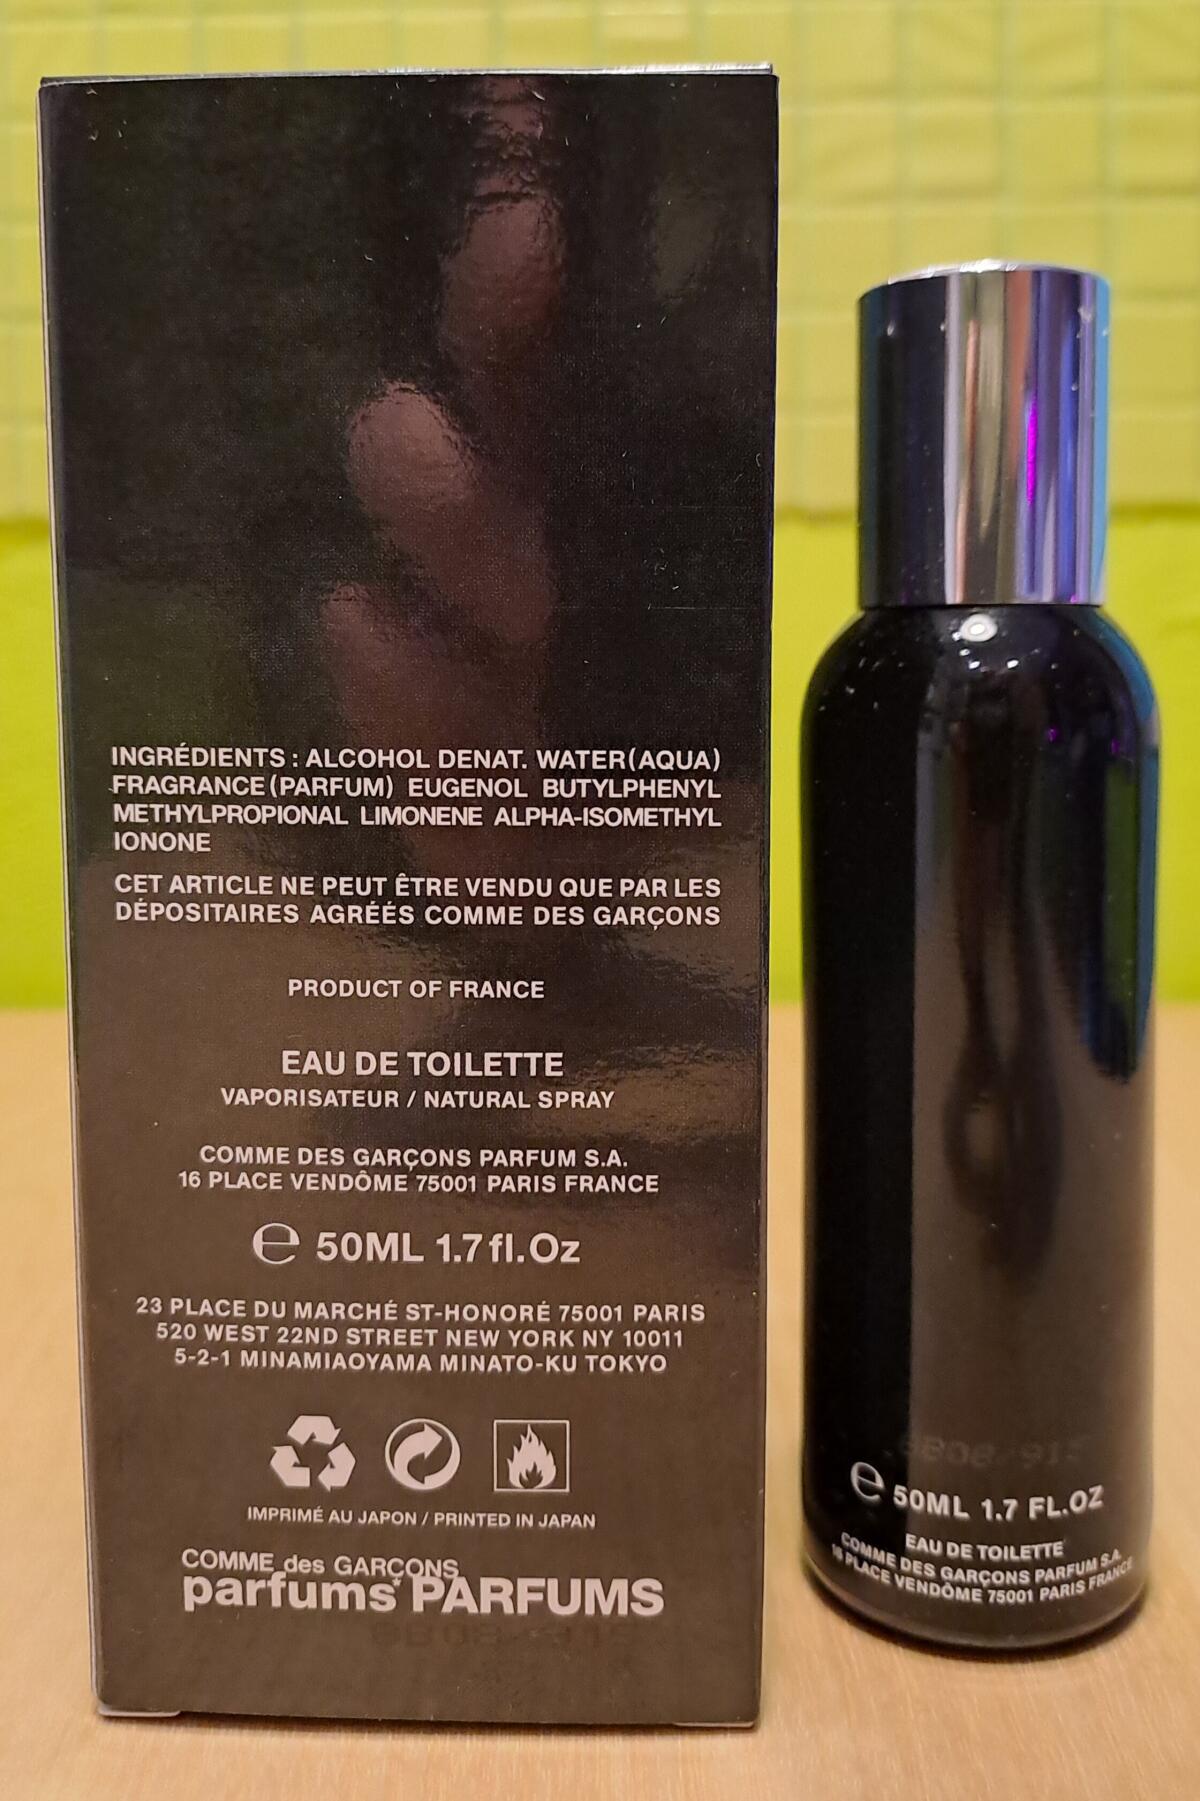 INGRÉDIENTS : ALCOHOL DENAT. WATER(AQUA)
FRAGRANCE(PARFUM) EUGENOL BUTYLPHENYL
METHYLPROPIONAL LIMONENE ALPHA-ISOMETHYL
IONONE
CET ARTICLE NE PEUT ÊTRE VENDU QUE PAR LES
DÉPOSITAIRES AGRÉÉS COMME DES GARÇONS
PRODUCT OF FRANCE
EAU DE TOILETTE
VAPORISATEUR / NATURAL SPRAY
COMME DES GARÇONS PARFUM S.A.
16 PLACE VENDÔME 75001 PARIS FRANCE
℮ 50ML 1.7 fl.Oz
23 PLACE DU MARCHÉ ST-HONORÉ 75001 PARIS
520 WEST 22ND STREET NEW YORK NY 10011
5-2-1 MINAMIAOYAMA MINATO-KU TOKYO
IMPRIMÉ AU JAPON / PRINTED IN JAPAN
COMME des GARÇONS
parfums* PARFUMS
℮ 50ML 1.7 FL.OZ
EAU DE TOILETTE
COMME DES GARÇONS PARFUM S.A.
16 PLACE VENDÔME 75001 PARIS FRANCE